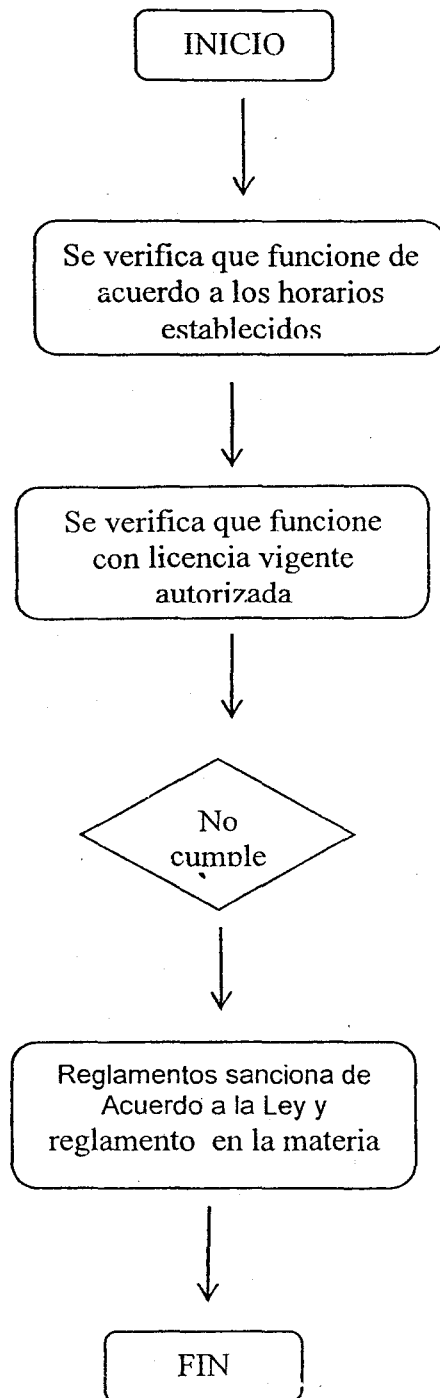 INICIO
Se verifica que funcione de
acuerdo a los horarios
establecidos
Se verifica que funcione
con licencia vigente
autorizada
No
cumple
Reglamentos sanciona de
Acuerdo a la Ley y
reglamento en la materia
FIN